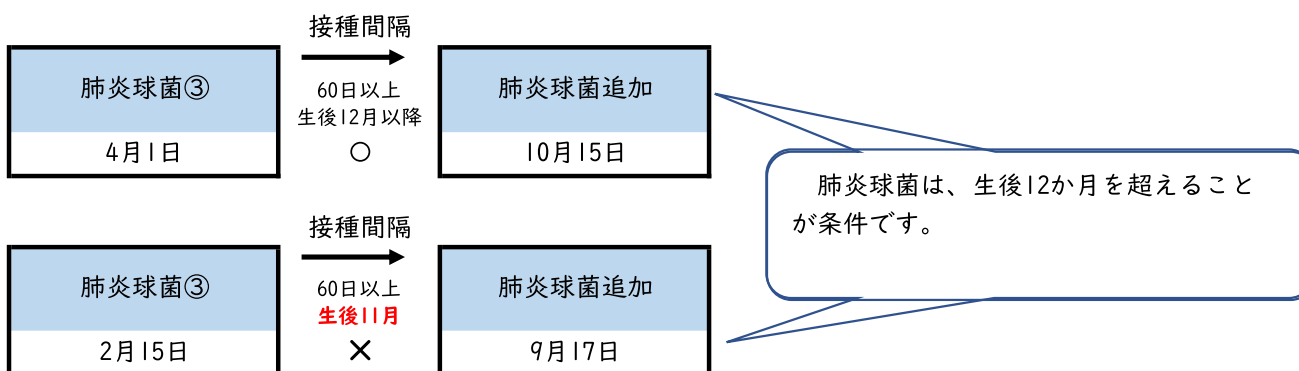 接種間隔
肺炎球菌③
60日以上
生後12月以降
○
肺炎球菌追加
4月1日
10月15日
肺炎球菌は、生後12か月を超えること
が条件です。
接種間隔
肺炎球菌③
60日以上
生後11月
×
肺炎球菌追加
2月15日
9月17日